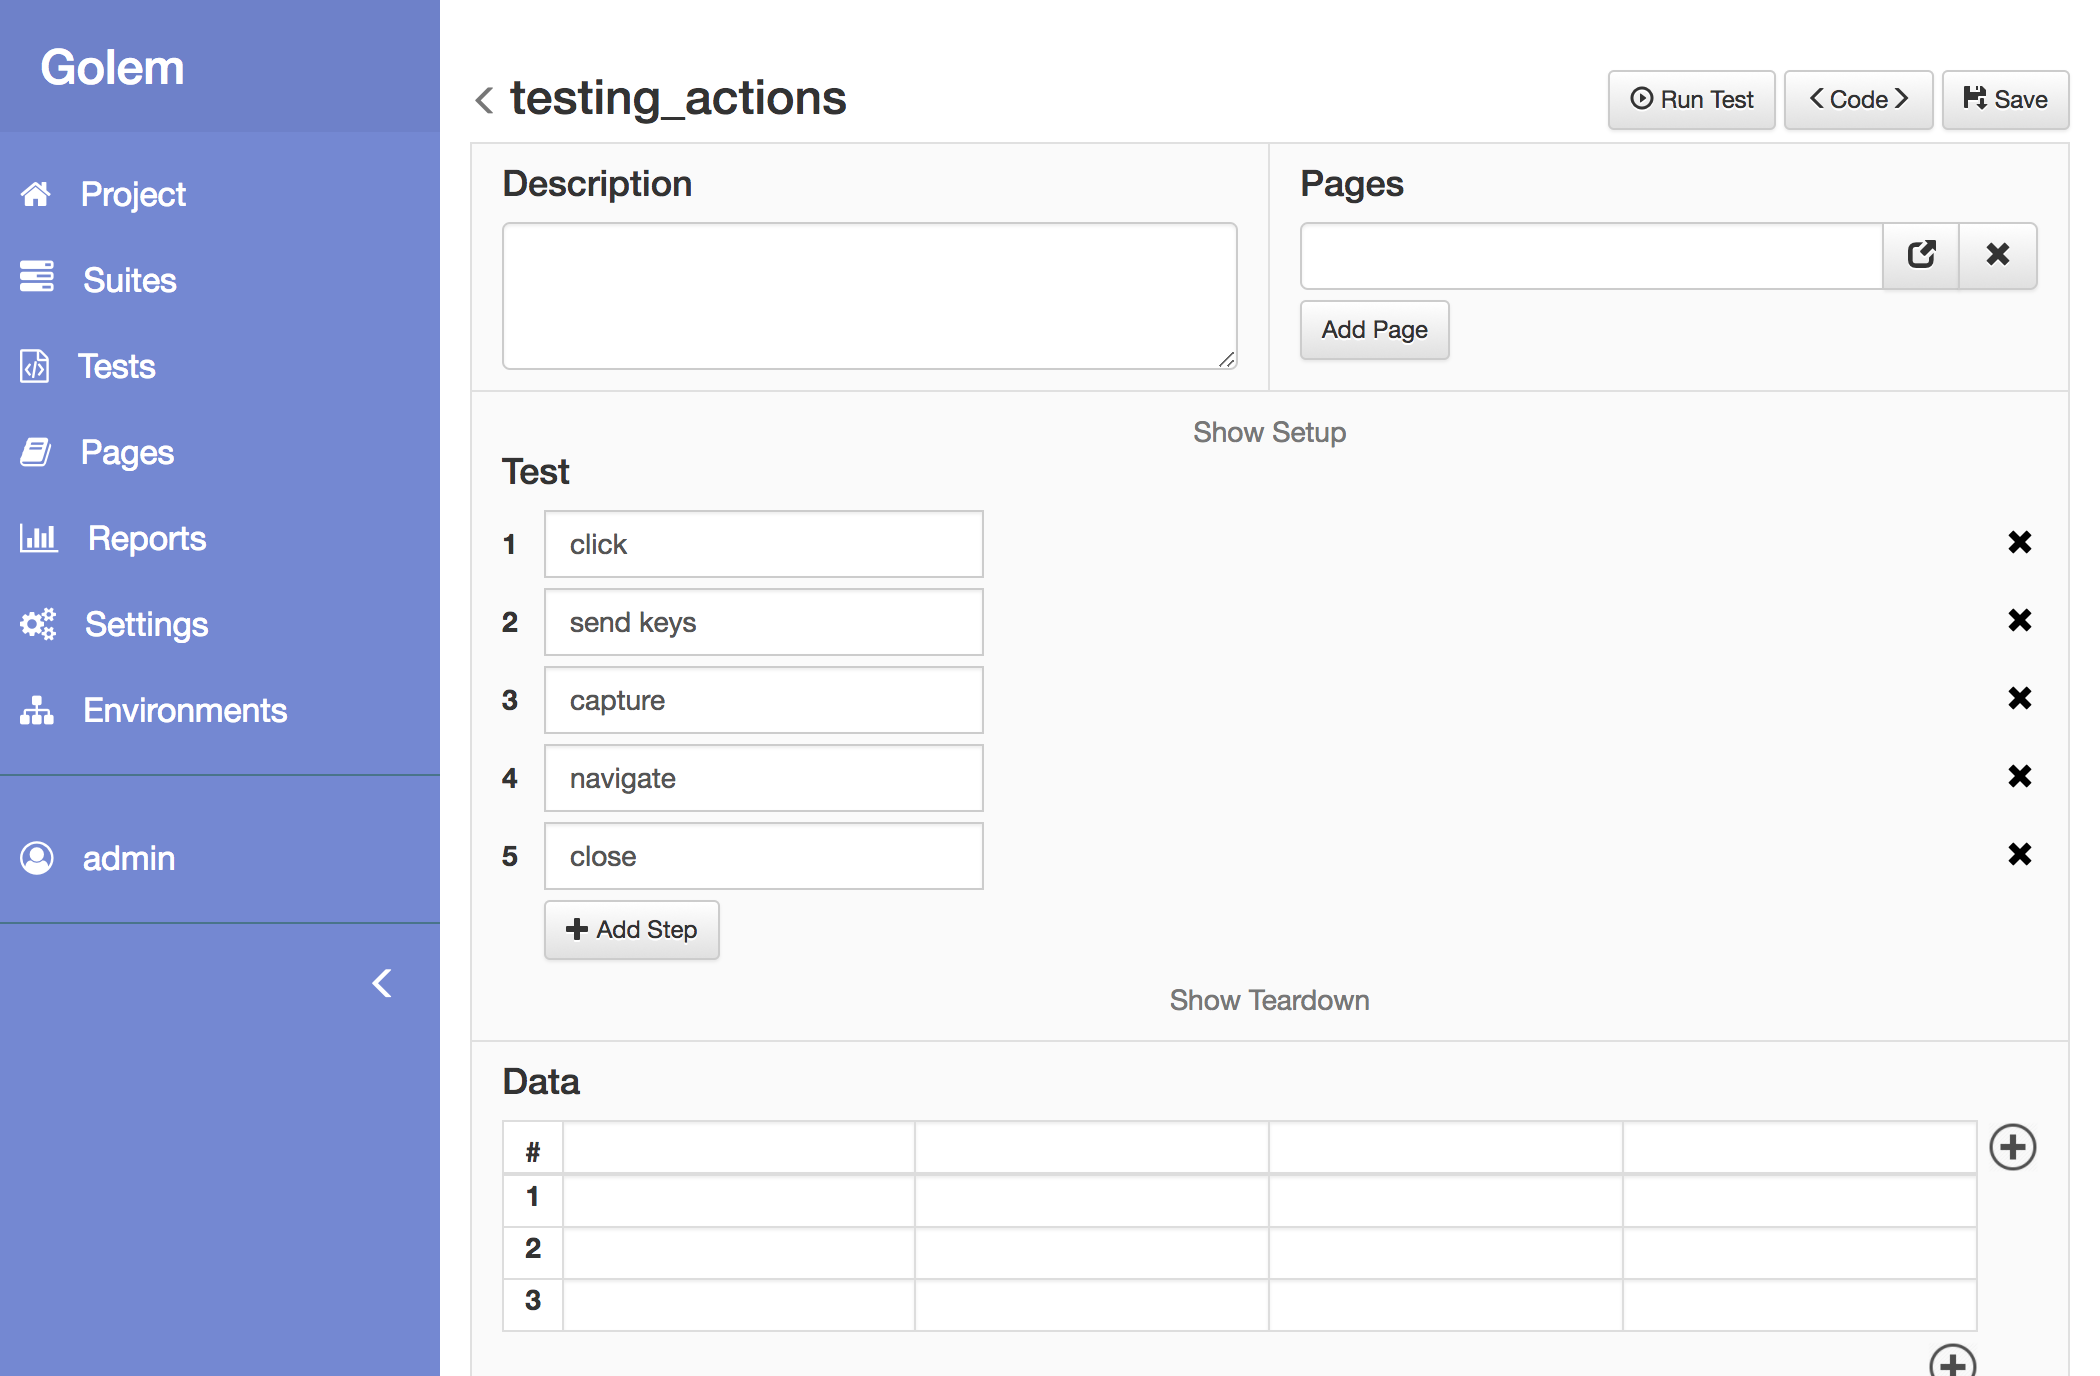 Golem
Project
Suites
Tests
Pages
Reports
Settings
Environments
admin
testing_actions
Run Test
Code
Save
Description
Pages
Add Page
Show Setup
Test
1 click
2 send keys
3 capture
4 navigate
5 close
Add Step
Show Teardown
Data
#
1
2
3